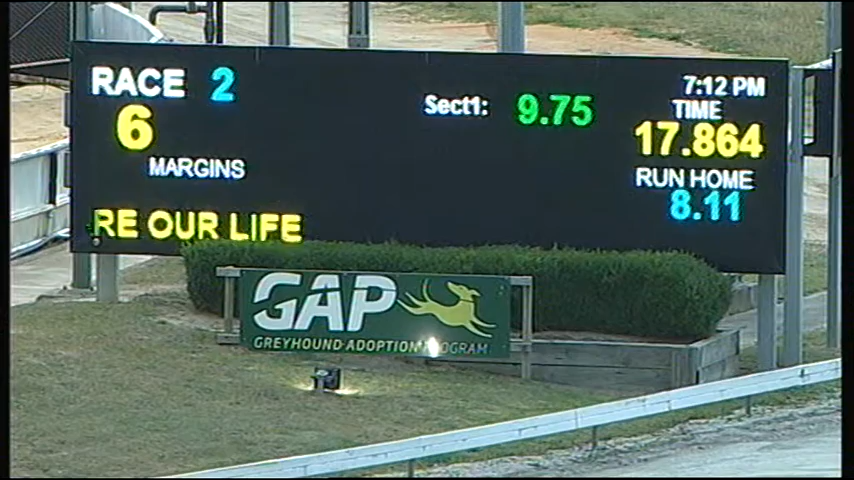 RACE 2
6
MARGINS
RE OUR LIFE
Sect1: 9.75
7:12 PM
TIME
17.864
RUN HOME
8.11
GAP
GREYHOUND ADOPTION PROGRAM